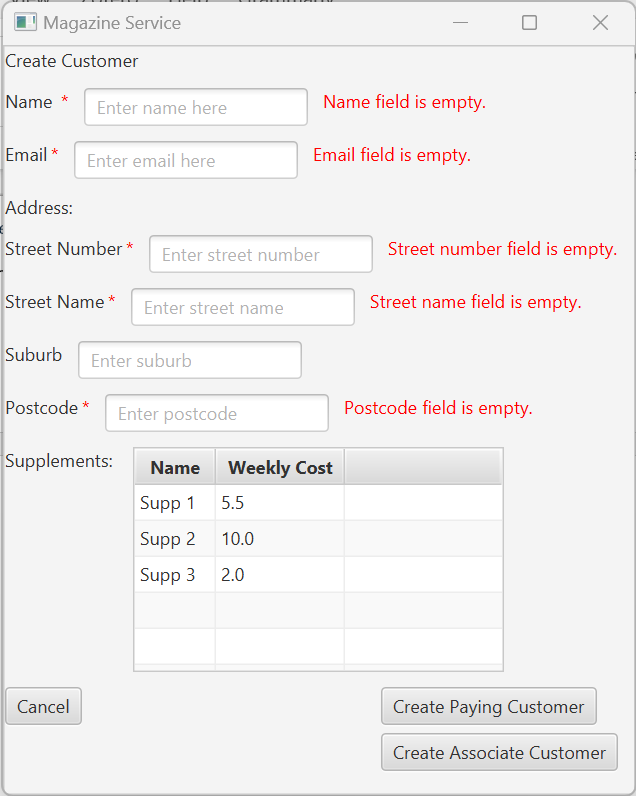 Magazine Service
Create Customer
Name * Enter name here Name field is empty.
Email * Enter email here Email field is empty.
Address:
Street Number * Enter street number Street number field is empty.
Street Name * Enter street name Street name field is empty.
Suburb Enter suburb
Postcode * Enter postcode Postcode field is empty.
Supplements: Name Weekly Cost
Supp 1 5.5
Supp 2 10.0
Supp 3 2.0
Cancel Create Paying Customer
Create Associate Customer